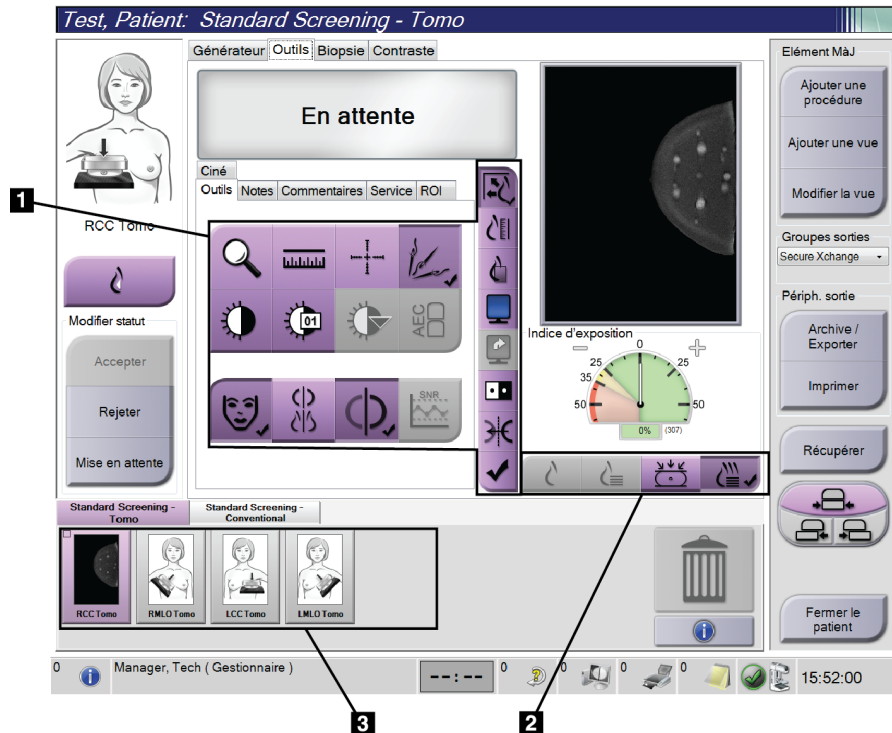 Test, Patient: Standard Screening - Tomo
Générateur
Outils
Biopsie
Contraste
En attente
Ciné
Outils
Notes
Commentaires
Service
ROI
01
AEC
SNR
1
RCC Tomo
Modifier statut
Accepter
Rejeter
Mise en attente
Indice d'exposition
0
25
25
35
50
50
0%
(307)
Elément MàJ
Ajouter une
procédure
Ajouter une vue
Modifier la vue
Groupes sorties
Secure Xchange
Périph. sortie
Archive /
Exporter
Imprimer
Récupérer
Fermer le
patient
Standard Screening -
Tomo
Standard Screening -
Conventional
RCC Tomo
RMLO Tomo
LCC Tomo
LMLO Tomo
0
Manager, Tech ( Gestionnaire )
--:--
0
0
0
0
15:52:00
3
2